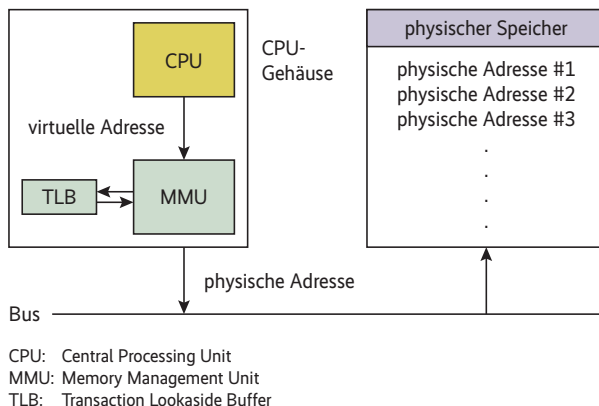 CPU
CPU-
Gehäuse
virtuelle Adresse
TLB
MMU
physische Adresse
Bus
physischer Speicher
physische Adresse #1
physische Adresse #2
physische Adresse #3
.
.
.
.
CPU: Central Processing Unit
MMU: Memory Management Unit
TLB: Transaction Lookaside Buffer